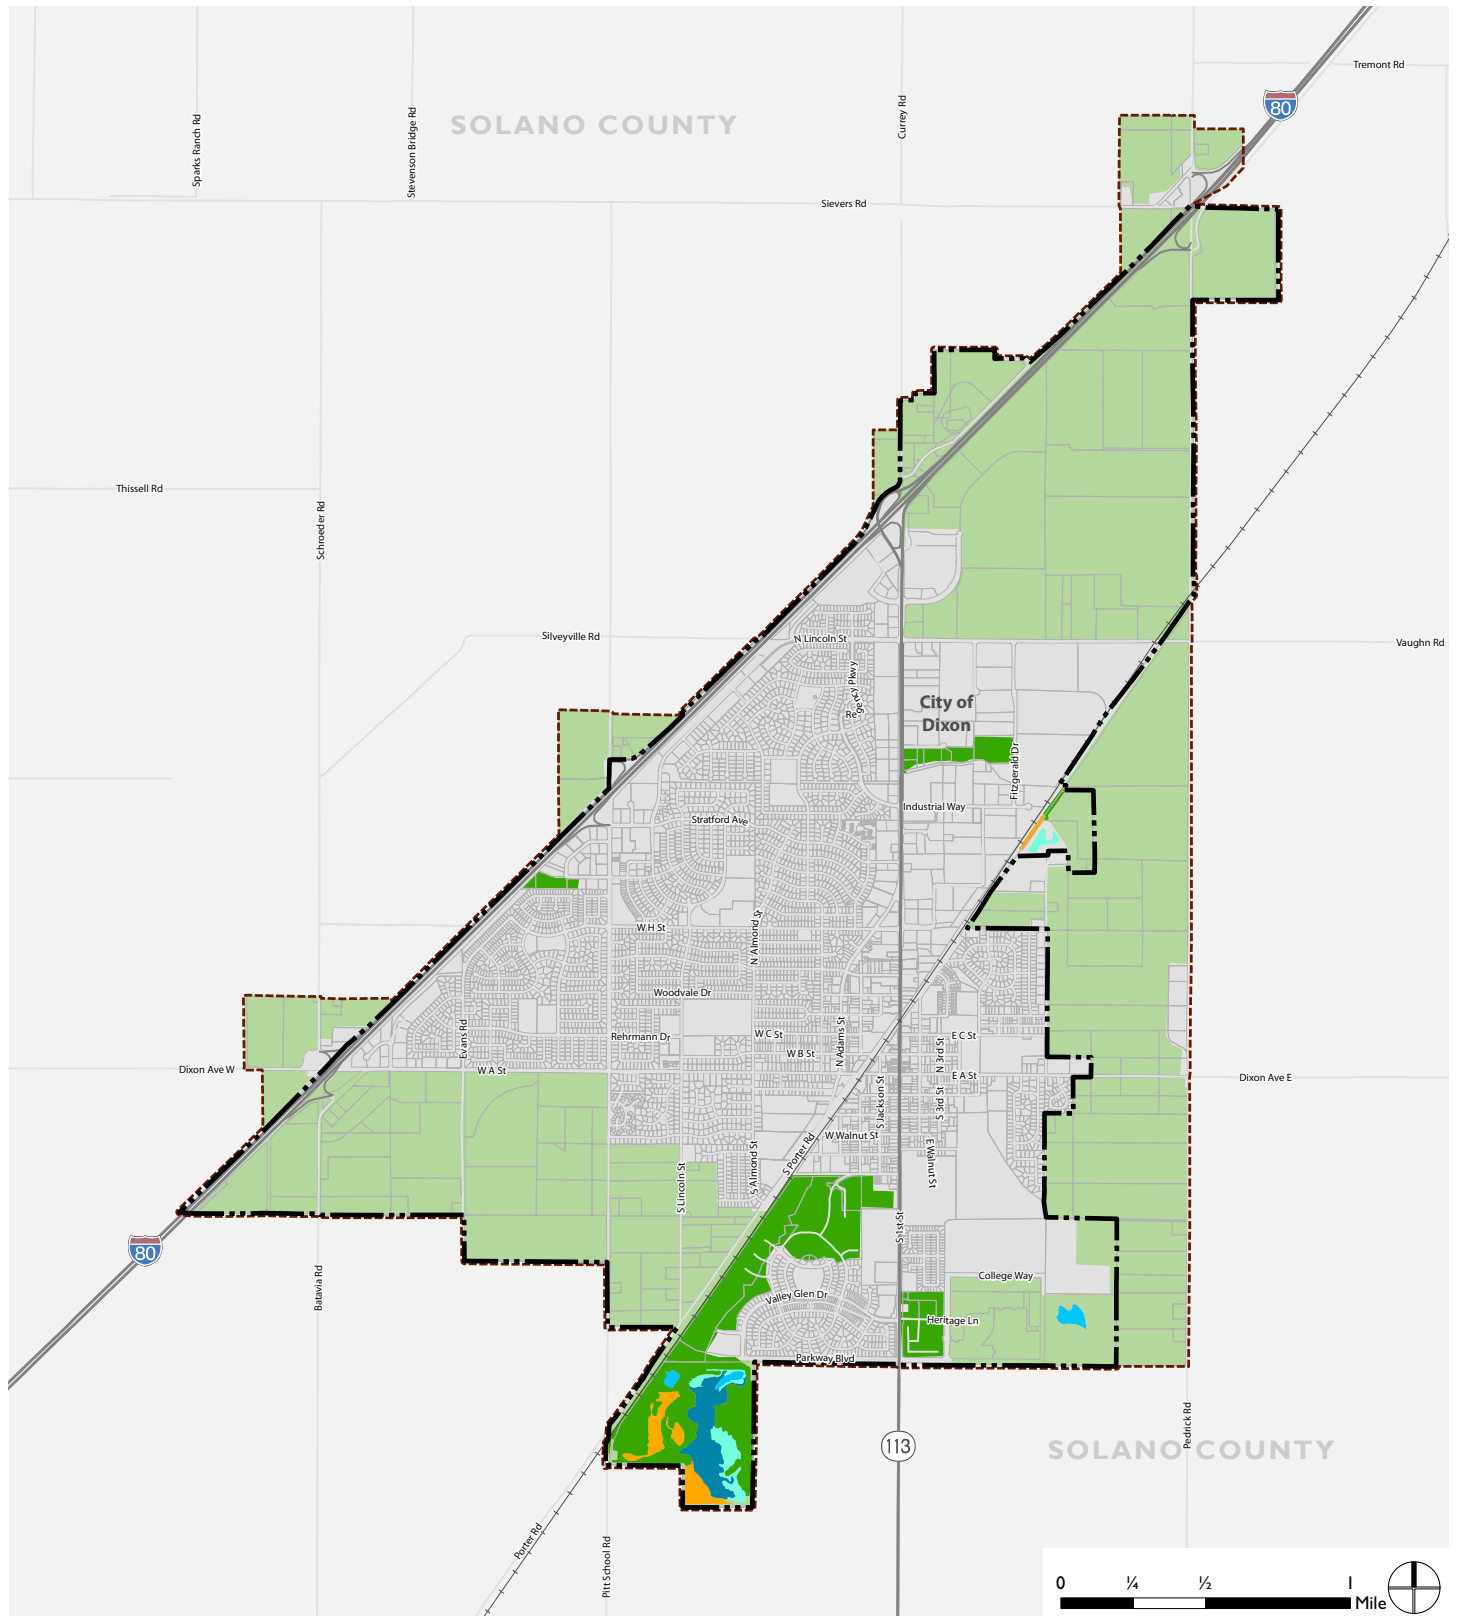 Tremont Rd
80
Sparks Ranch Rd
Stevenson Bridge Rd
SOLANO COUNTY
Currey Rd
Sievers Rd
Thissell Rd
Schroeder Rd
Silveyville Rd
N Lincoln St
Vaughn Rd
Regency Pkwy
City of
Dixon
Fitzgerald Dr
Industrial Way
Stratford Ave
W H St
N Almond St
Woodvale Dr
Evans Rd
Rehrmann Dr
W C St
N Adams St
E C St
W B St
N 3rd St
Dixon Ave W
W A St
E A St
Dixon Ave E
S Jackson St
S 3rd St
W Walnut St
S Porter Rd
E Walnut St
S Lincoln St
S Almond St
S 1st St
80
Batavia Rd
College Way
Valley Glen Dr
Heritage Ln
Parkway Blvd
Pedrick Rd
113
SOLANO COUNTY
Porter Rd
Pitt School Rd
0 ¼ ½ 1
Mile